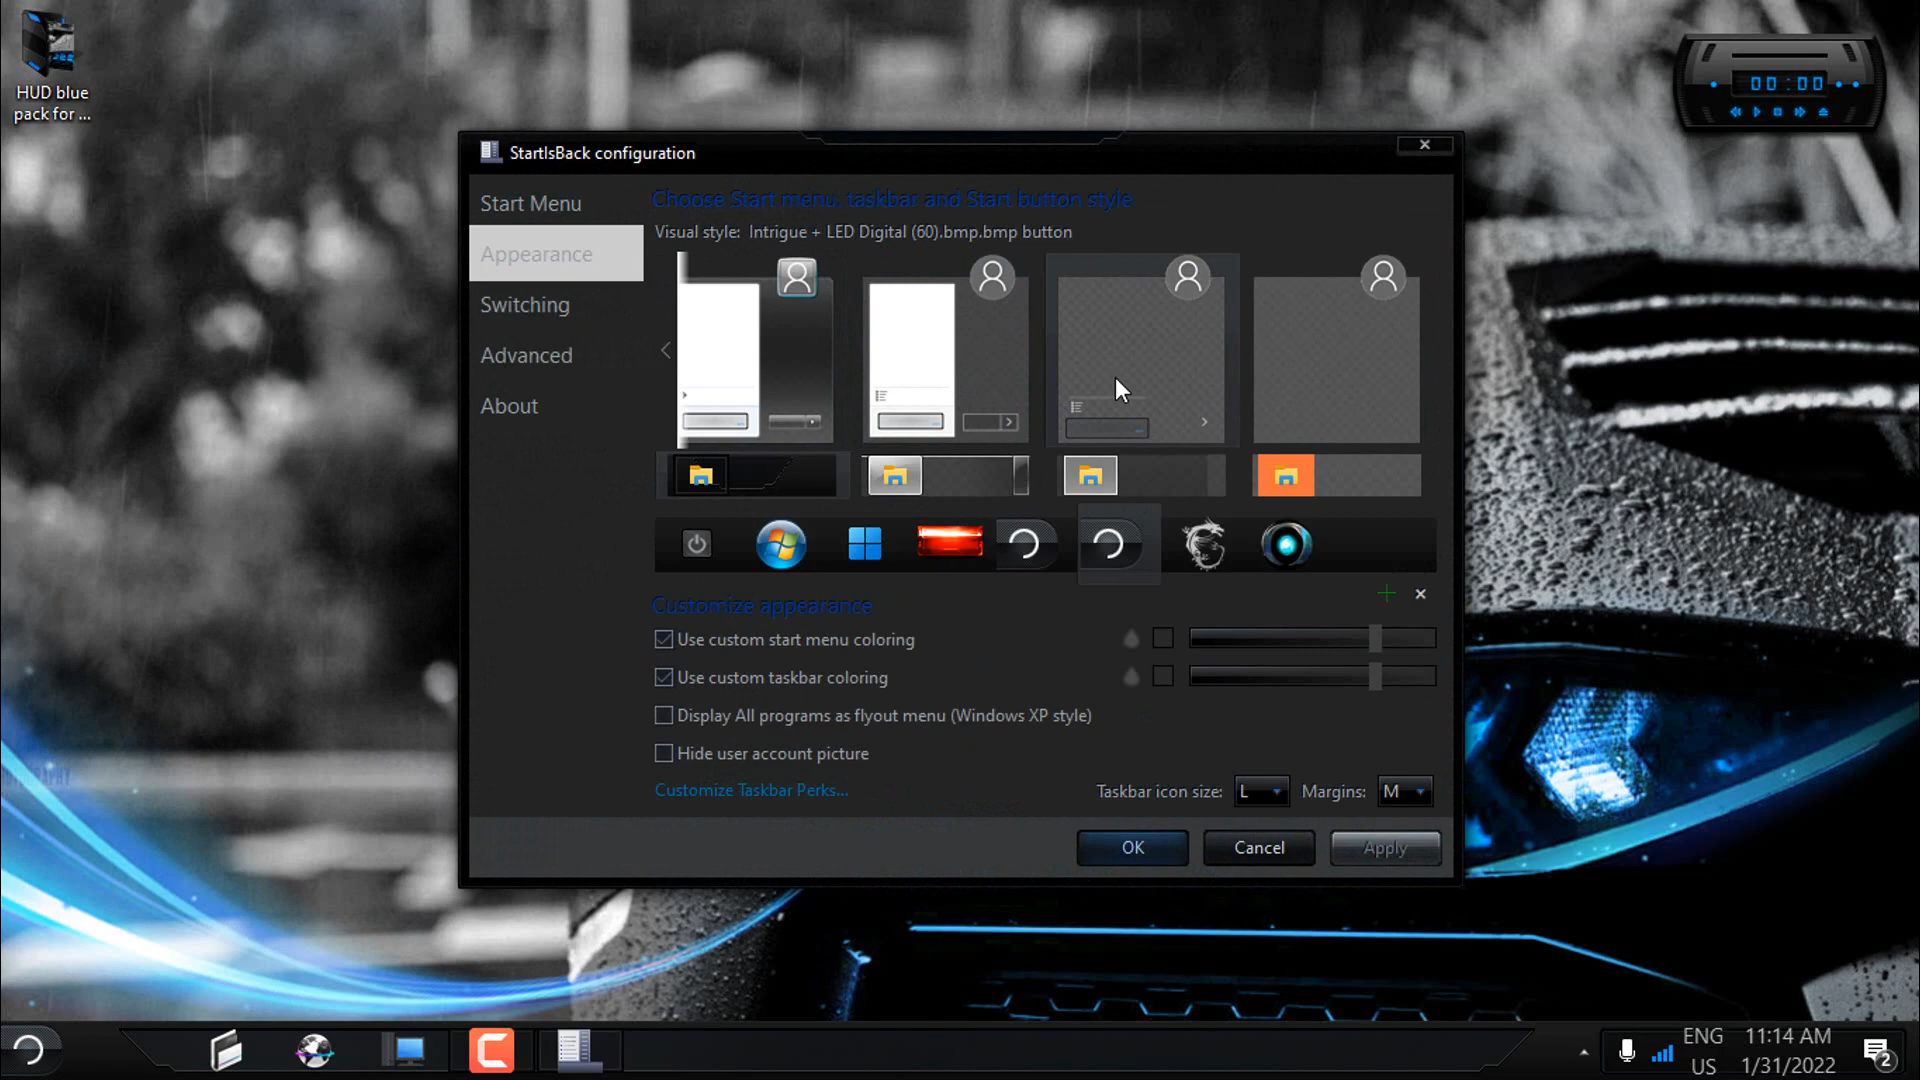 HUD blue
pack for ...
00:00
StartIsBack configuration
Start Menu
Appearance
Switching
Advanced
About
Choose Start menu, taskbar and Start button style
Visual style: Intrigue + LED Digital (60).bmp.bmp button
Customize appearance
Use custom start menu coloring
Use custom taskbar coloring
Display All programs as flyout menu (Windows XP style)
Hide user account picture
Customize Taskbar Perks...
Taskbar icon size: L Margins: M
OK Cancel Apply
ENG 11:14 AM
US 1/31/2022
2